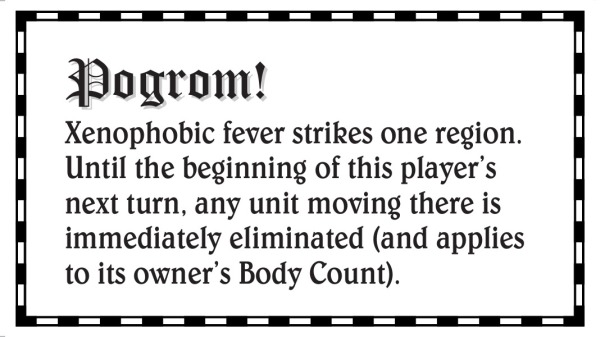 Pogrom!
Xenophobic fever strikes one region.
Until the beginning of this player's
next turn, any unit moving there is
immediately eliminated (and applies
to its owner's Body Count).